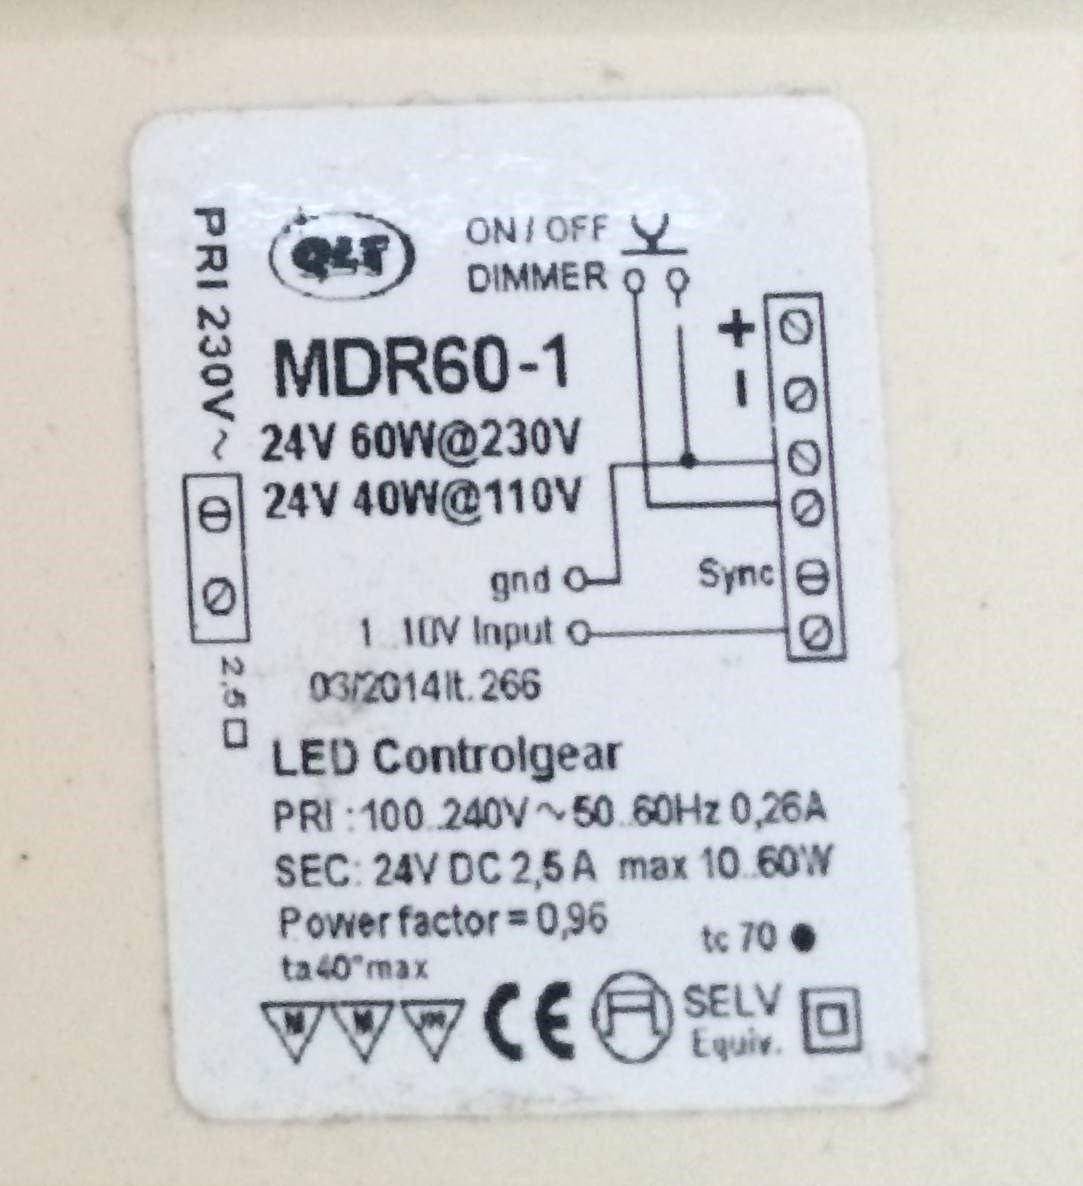 PRI 230V ~
2.5 □
QLT
ON / OFF
DIMMER
MDR60-1
+
-
24V 60W@230V
24V 40W@110V
gnd
Sync
1..10V Input
03/2014lt.266
LED Controlgear
PRI : 100..240V ~ 50..60Hz 0,26A
SEC: 24V DC 2,5 A max 10..60W
Power factor = 0,96
tc 70 ●
ta40°max
M M
CE
SELV
Equiv.